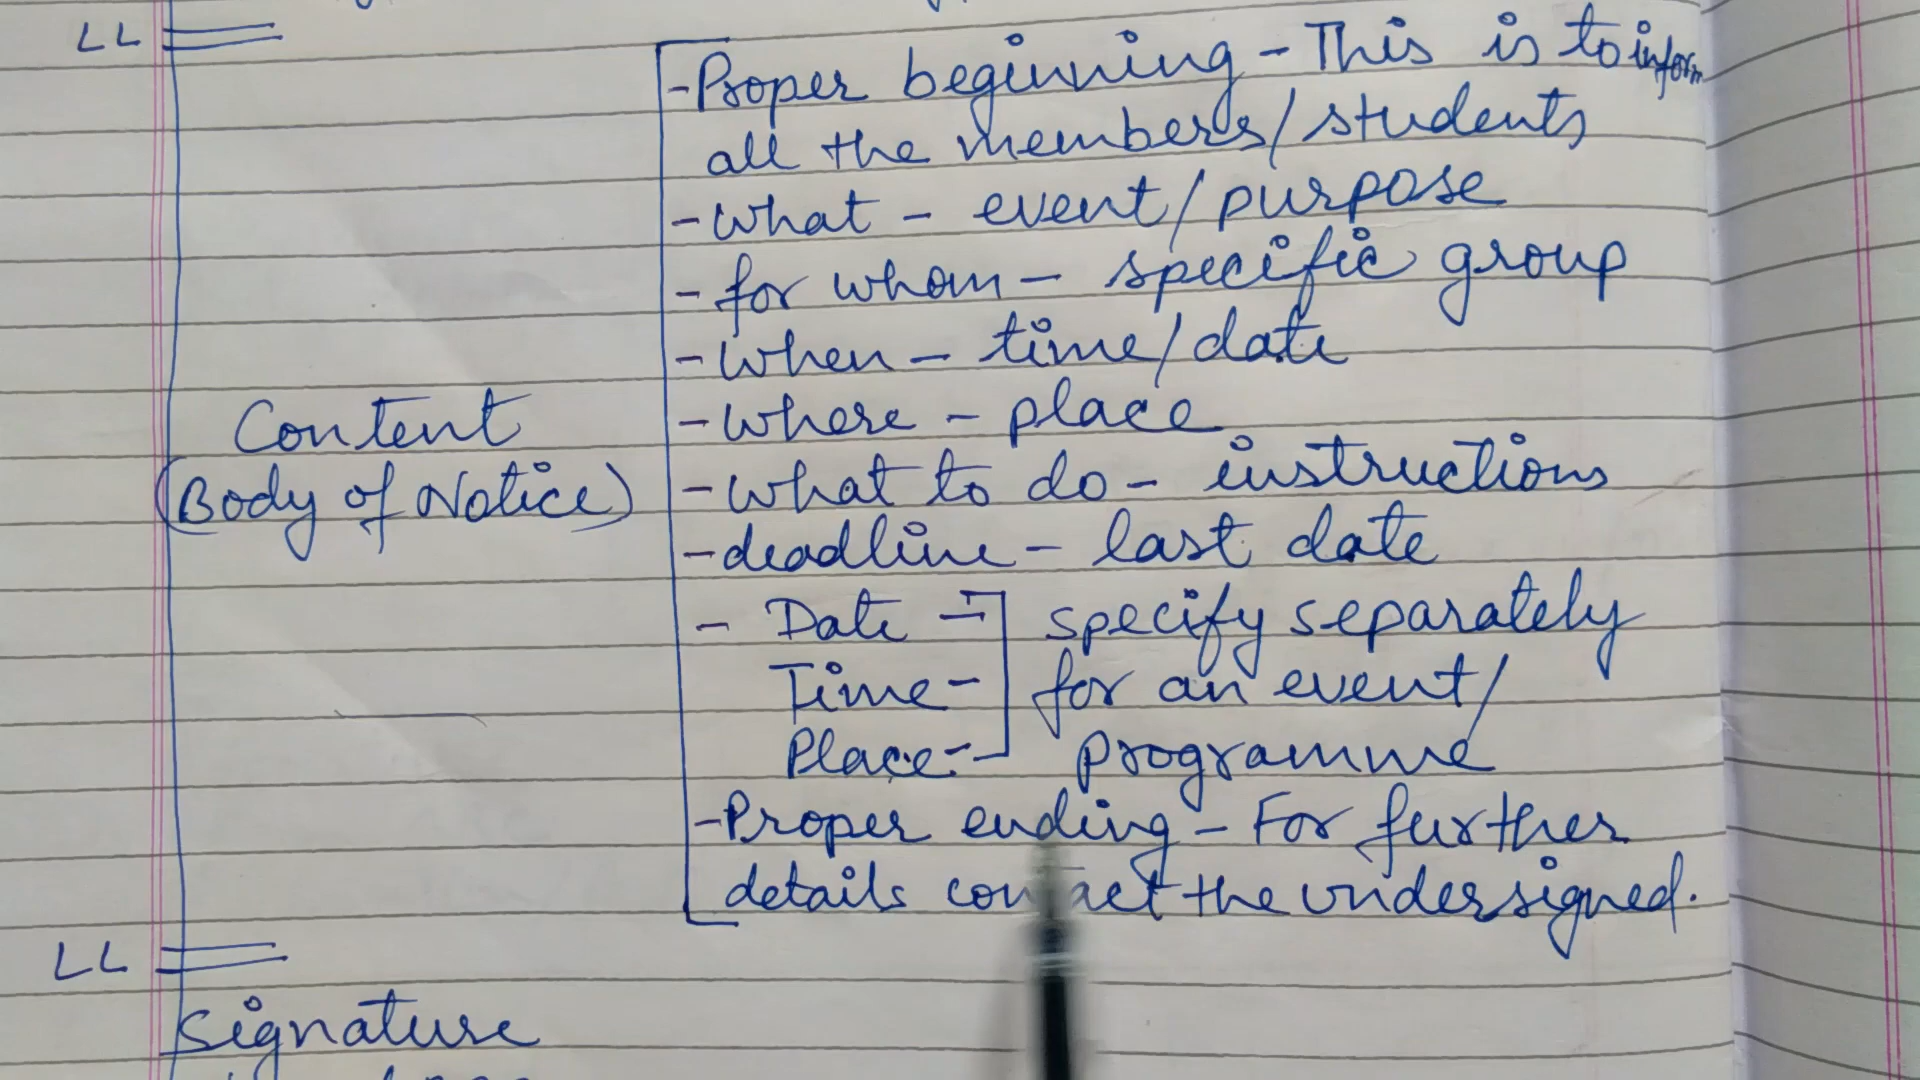 LL
-Proper beginning - This is to inform
all the members/students
-what - event/purpose
-for whom - specific group
-when - time/date
-where - place
Content
(Body of Notice)
-what to do - instructions
-deadline - last date
- Date - specify separately
Time - for an event/
Place:- programme
-Proper ending - For further
details contact the undersigned.
LL
Signature